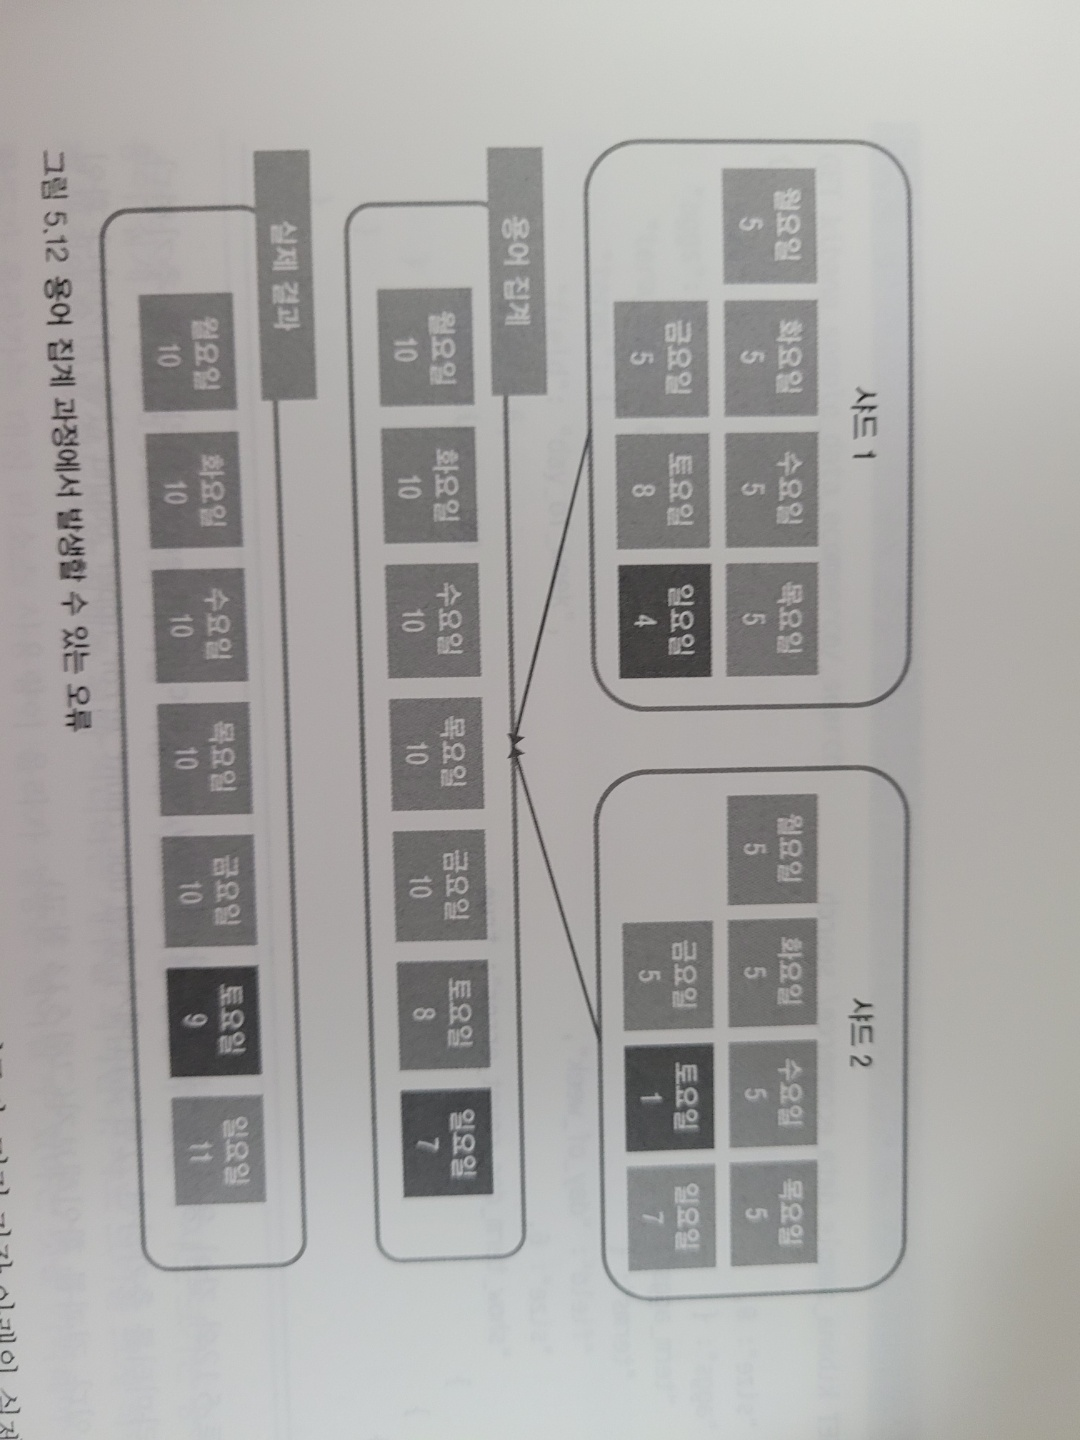 샤드 1
월요일 화요일 수요일 목요일
5 5 5 5
금요일 토요일 일요일
5 8 4
샤드 2
월요일 화요일 수요일 목요일
5 5 5 5
금요일 토요일 일요일
5 1 7
용어 집계
월요일 화요일 수요일 목요일 금요일 토요일 일요일
10 10 10 10 10 8 7
실제 결과
월요일 화요일 수요일 목요일 금요일 토요일 일요일
10 10 10 10 10 9 11
그림 5.12 용어 집계 과정에서 발생할 수 있는 오류